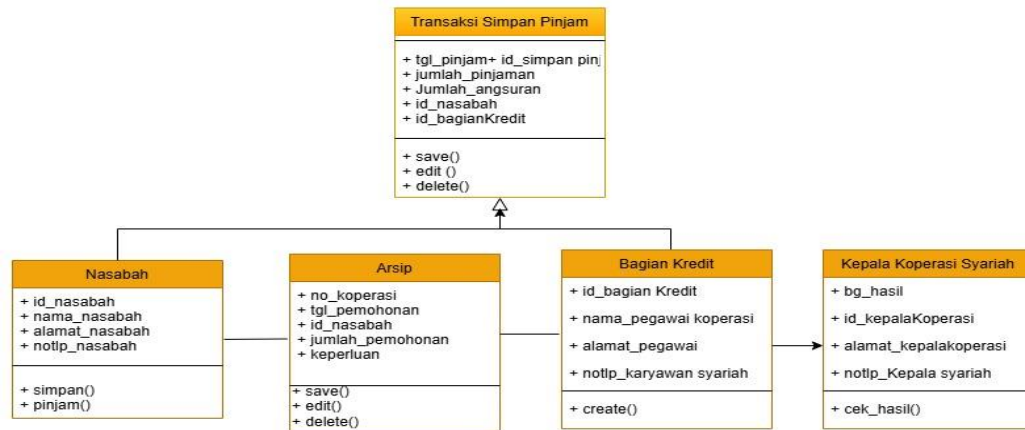 Transaksi Simpan Pinjam
+ tgl_pinjam+ id_simpan pinj
+ jumlah_pinjaman
+ Jumlah_angsuran
+ id_nasabah
+ id_bagianKredit
+ save()
+ edit ()
+ delete()
Nasabah
+ id_nasabah
+ nama_nasabah
+ alamat_nasabah
+ notlp_nasabah
+ simpan()
+ pinjam()
Arsip
+ no_koperasi
+ tgl_pemohonan
+ id_nasabah
+ jumlah_pemohonan
+ keperluan
+ save()
+ edit()
+ delete()
Bagian Kredit
+ id_bagian Kredit
+ nama_pegawai koperasi
+ alamat_pegawai
+ notlp_karyawan syariah
+ create()
Kepala Koperasi Syariah
+ bg_hasil
+ id_kepalaKoperasi
+ alamat_kepalakoperasi
+ notlp_Kepala syariah
+ cek_hasil()